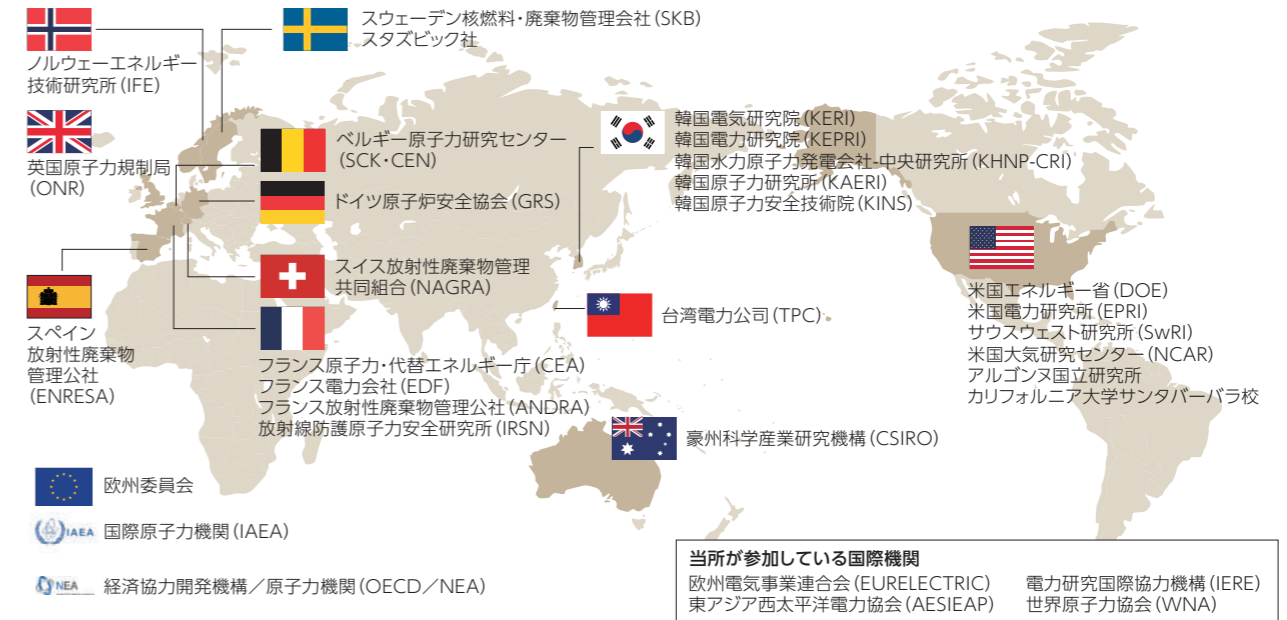 スウェーデン核燃料・廃棄物管理会社(SKB)
スタズビック社
ノルウェーエネルギー
技術研究所(IFE)
英国原子力規制局
(ONR)
ベルギー原子力研究センター
(SCK・CEN)
ドイツ原子炉安全協会(GRS)
スイス放射性廃棄物管理
共同組合(NAGRA)
スペイン
放射性廃棄物
管理公社
(ENRESA)
フランス原子力・代替エネルギー庁(CEA)
フランス電力会社(EDF)
フランス放射性廃棄物管理公社(ANDRA)
放射線防護原子力安全研究所(IRSN)
韓国電気研究院(KERI)
韓国電力研究院(KEPRI)
韓国水力原子力発電会社-中央研究所(KHNP-CRI)
韓国原子力研究所(KAERI)
韓国原子力安全技術院(KINS)
台湾電力公司(TPC)
豪州科学産業研究機構(CSIRO)
米国エネルギー省(DOE)
米国電力研究所(EPRI)
サウスウェスト研究所(SwRI)
米国大気研究センター(NCAR)
アルゴンヌ国立研究所
カリフォルニア大学サンタバーバラ校
欧州委員会
IAEA 国際原子力機関(IAEA)
NEA 経済協力開発機構／原子力機関(OECD／NEA)
当所が参加している国際機関
欧州電気事業連合会(EURELECTRIC) 電力研究国際協力機構(IERE)
東アジア西太平洋電力協会(AESIEAP) 世界原子力協会(WNA)